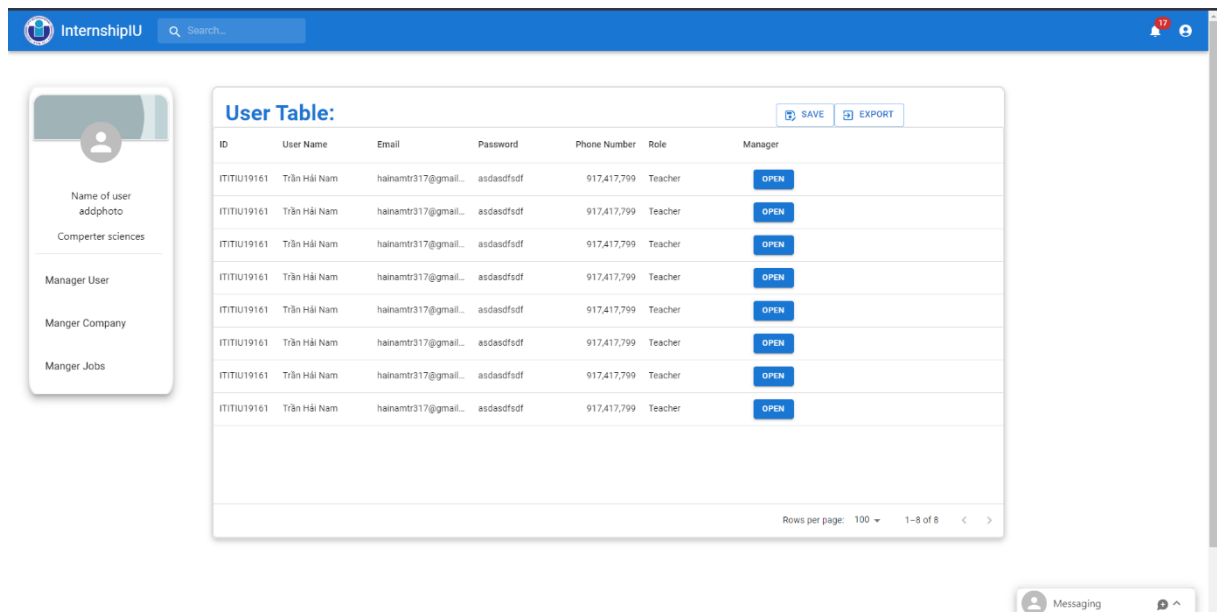 InternshipIU Search... 17
User Table: SAVE EXPORT
ID User Name Email Password Phone Number Role Manager
ITITIU19161 Trần Hải Nam hainamtr317@gmail... asdasdfsdf 917,417,799 Teacher OPEN
ITITIU19161 Trần Hải Nam hainamtr317@gmail... asdasdfsdf 917,417,799 Teacher OPEN
ITITIU19161 Trần Hải Nam hainamtr317@gmail... asdasdfsdf 917,417,799 Teacher OPEN
ITITIU19161 Trần Hải Nam hainamtr317@gmail... asdasdfsdf 917,417,799 Teacher OPEN
ITITIU19161 Trần Hải Nam hainamtr317@gmail... asdasdfsdf 917,417,799 Teacher OPEN
ITITIU19161 Trần Hải Nam hainamtr317@gmail... asdasdfsdf 917,417,799 Teacher OPEN
ITITIU19161 Trần Hải Nam hainamtr317@gmail... asdasdfsdf 917,417,799 Teacher OPEN
ITITIU19161 Trần Hải Nam hainamtr317@gmail... asdasdfsdf 917,417,799 Teacher OPEN
Rows per page: 100 1–8 of 8
Name of user
addphoto
Comperter sciences
Manager User
Manger Company
Manger Jobs
Messaging